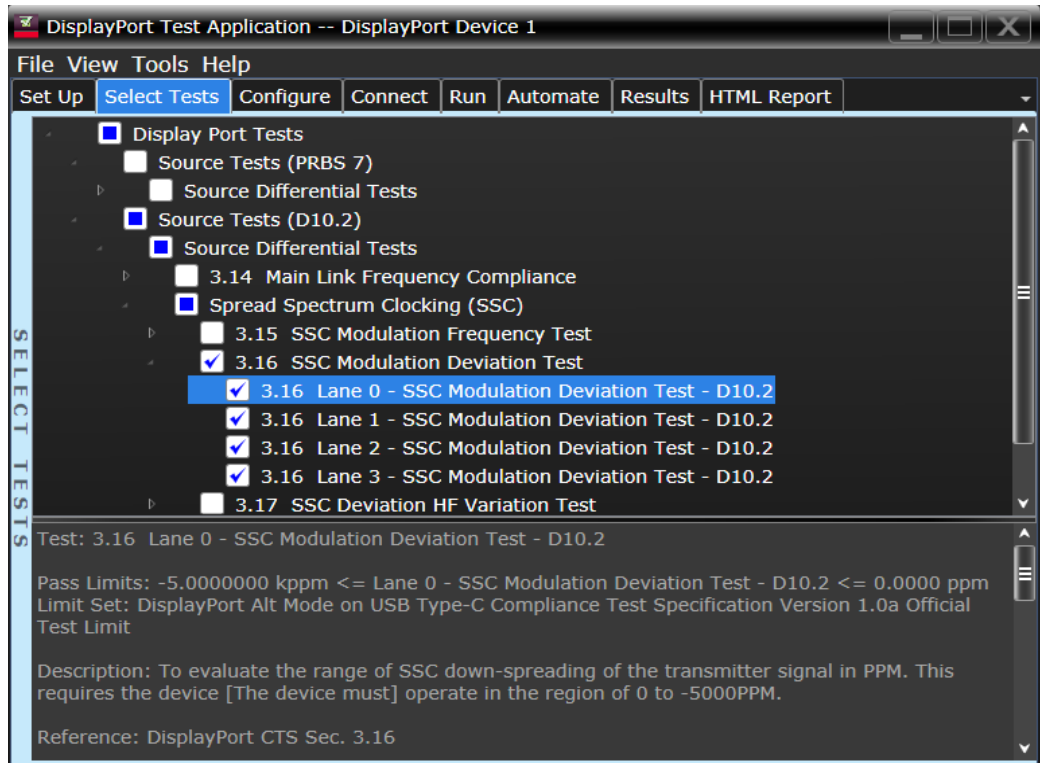 DisplayPort Test Application -- DisplayPort Device 1
File View Tools Help
Set Up Select Tests Configure Connect Run Automate Results HTML Report
Display Port Tests
Source Tests (PRBS 7)
Source Differential Tests
Source Tests (D10.2)
Source Differential Tests
3.14 Main Link Frequency Compliance
Spread Spectrum Clocking (SSC)
3.15 SSC Modulation Frequency Test
3.16 SSC Modulation Deviation Test
3.16 Lane 0 - SSC Modulation Deviation Test - D10.2
3.16 Lane 1 - SSC Modulation Deviation Test - D10.2
3.16 Lane 2 - SSC Modulation Deviation Test - D10.2
3.16 Lane 3 - SSC Modulation Deviation Test - D10.2
3.17 SSC Deviation HF Variation Test
SELECT TESTS
Test: 3.16 Lane 0 - SSC Modulation Deviation Test - D10.2
Pass Limits: -5.0000000 kppm <= Lane 0 - SSC Modulation Deviation Test - D10.2 <= 0.0000 ppm
Limit Set: DisplayPort Alt Mode on USB Type-C Compliance Test Specification Version 1.0a Official
Test Limit
Description: To evaluate the range of SSC down-spreading of the transmitter signal in PPM. This
requires the device [The device must] operate in the region of 0 to -5000PPM.
Reference: DisplayPort CTS Sec. 3.16